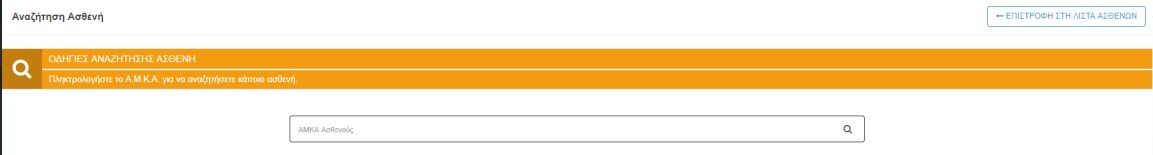 Αναζήτηση Ασθενή
← ΕΠΙΣΤΡΟΦΗ ΣΤΗ ΛΙΣΤΑ ΑΣΘΕΝΩΝ
ΟΔΗΓΙΕΣ ΑΝΑΖΗΤΗΣΗΣ ΑΣΘΕΝΗ
Πληκτρολογήστε το Α.Μ.Κ.Α. για να αναζητήσετε κάποιο ασθενή.
ΑΜΚΑ Ασθενούς